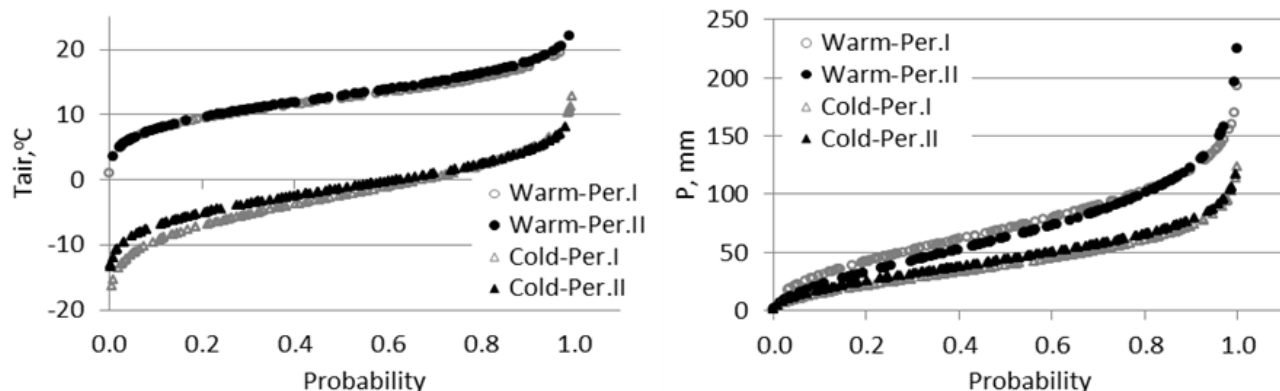 Tair, ºC
20
10
0
-10
-20
0.0 0.2 0.4 0.6 0.8 1.0
Probability
Warm-Per.I
Warm-Per.II
Cold-Per.I
Cold-Per.II
P, mm
250
200
150
100
50
0
0.0 0.2 0.4 0.6 0.8 1.0
Probability
Warm-Per.I
Warm-Per.II
Cold-Per.I
Cold-Per.II